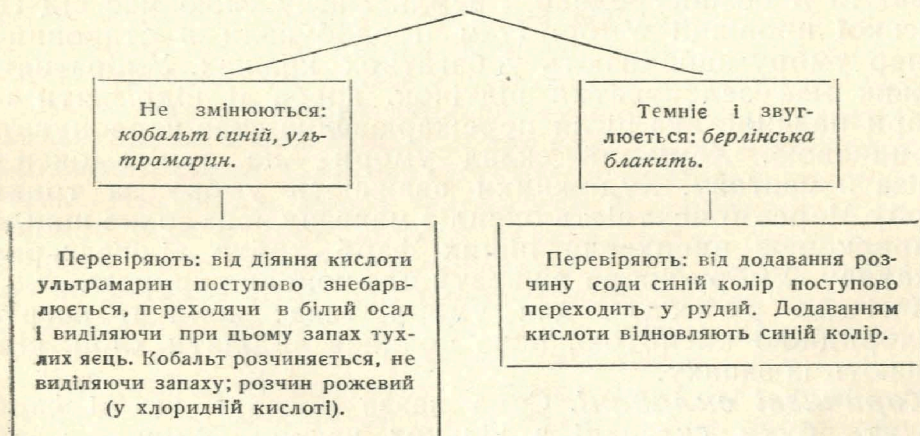 Не змінюються:
кобальт синій, уль-
трамарин.
Темніє і звуг-
люється: берлінська
блакить.
Перевіряють: від діяння кислоти
ультрамарин поступово знебарв-
люється, переходячи в білий осад
і виділяючи при цьому запах тух-
лих яєць. Кобальт розчиняється, не
виділяючи запаху; розчин рожевий
(у хлоридній кислоті).
Перевіряють: від додавання роз-
чину соди синій колір поступово
переходить у рудий. Додаванням
кислоти відновляють синій колір.